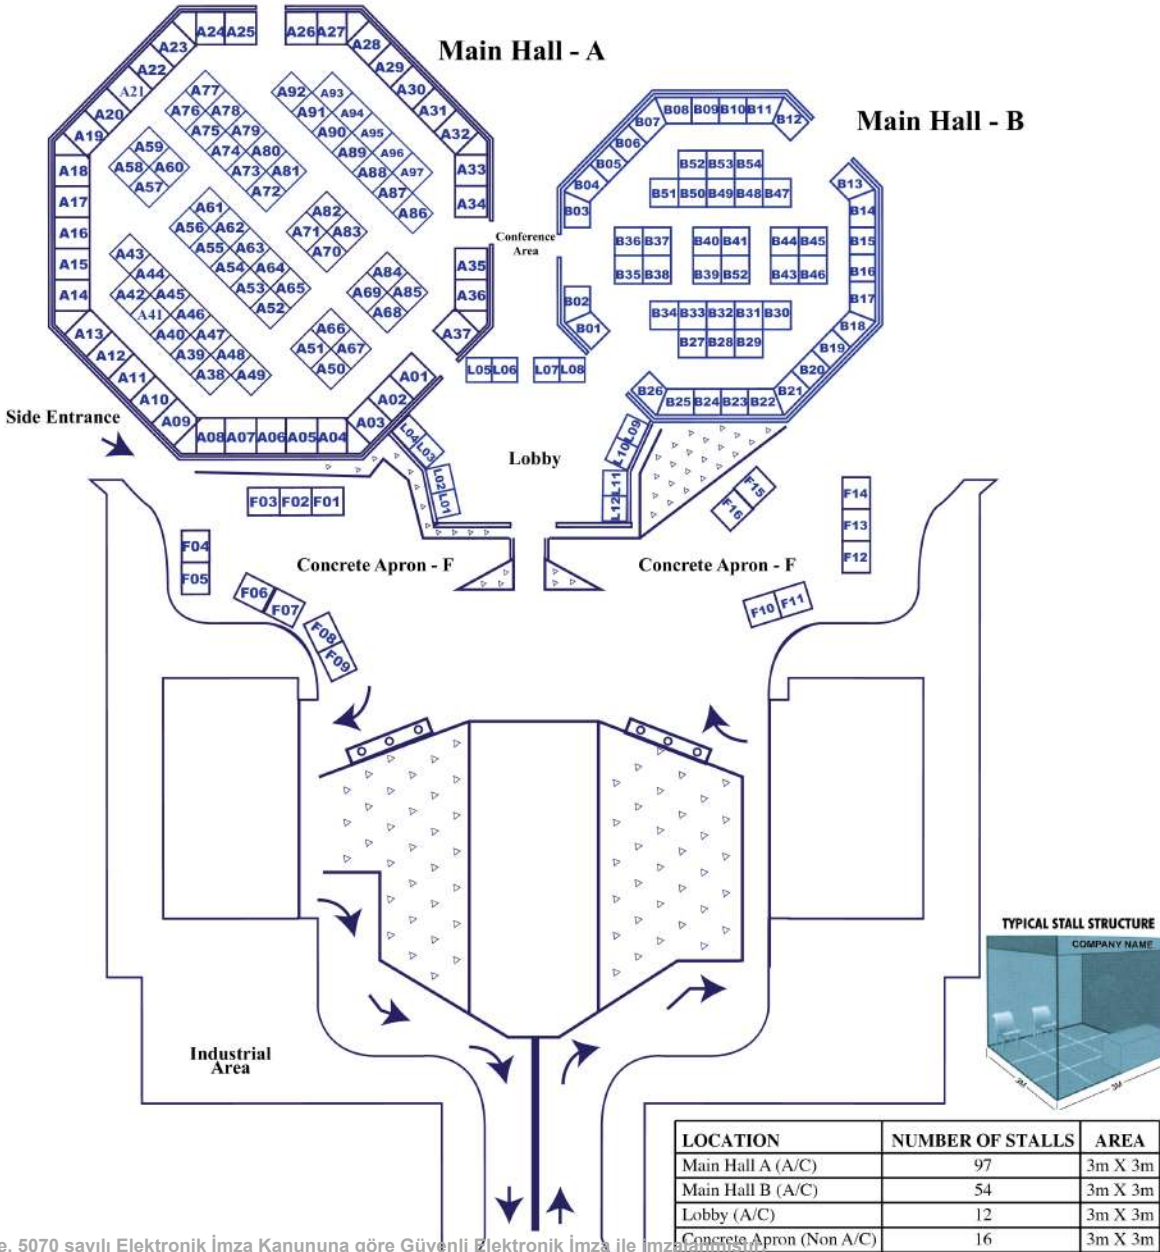 Main Hall - A
A24 A25 A26 A27
A23 A28
A22 A29
A21 A30
A20 A31
A19 A32
A18 A33
A17 A34
A16
A15 A35
A14 A36
A13 A37
A12
A11 A01
A10 A02
A09 A03
A08 A07 A06 A05 A04
A77
A76 A78
A75 A79
A74 A80
A73 A81
A72
A92 A93
A91 A94
A90 A95
A89 A96
A88 A97
A87
A86
A59
A58 A60
A57
A61
A56 A62
A55 A63
A54 A64
A53 A65
A52
A82
A71 A83
A70
A84
A69 A85
A68
A66
A51 A67
A50
A43
A44
A42 A45
A41 A46
A40 A47
A39 A48
A38 A49
Conference
Area
Main Hall - B
B08 B09 B10 B11
B07 B12
B06
B05
B04 B13
B03 B14
B15
B16
B02 B17
B01 B18
B19
B20
B26 B21
B25 B24 B23 B22
B52 B53 B54
B51 B50 B49 B48 B47
B36 B37 B40 B41 B44 B45
B35 B38 B39 B52 B43 B46
B34 B33 B32 B31 B30
B27 B28 B29
L05 L06 L07 L08
Side Entrance
L04 L03
L02 L01
Lobby
L10 L09
L12 L11
F03 F02 F01
F04
F05
F06 F07
F08
F09
Concrete Apron - F
Concrete Apron - F
F16 F15
F14
F13
F12
F10 F11
Industrial
Area
TYPICAL STALL STRUCTURE
COMPANY NAME
3M 3M
LOCATION NUMBER OF STALLS AREA
Main Hall A (A/C) 97 3m X 3m
Main Hall B (A/C) 54 3m X 3m
Lobby (A/C) 12 3m X 3m
Concrete Apron (Non A/C) 16 3m X 3m
e. 5070 sayılı Elektronik İmza Kanununa göre Güvenli Elektronik İmza ile imzalanmıştır.